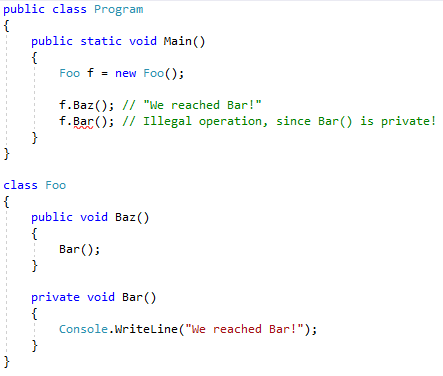 public class Program
{
    public static void Main()
    {
        Foo f = new Foo();

        f.Baz(); // "We reached Bar!"
        f.Bar(); // Illegal operation, since Bar() is private!
    }
}

class Foo
{
    public void Baz()
    {
        Bar();
    }

    private void Bar()
    {
        Console.WriteLine("We reached Bar!");
    }
}